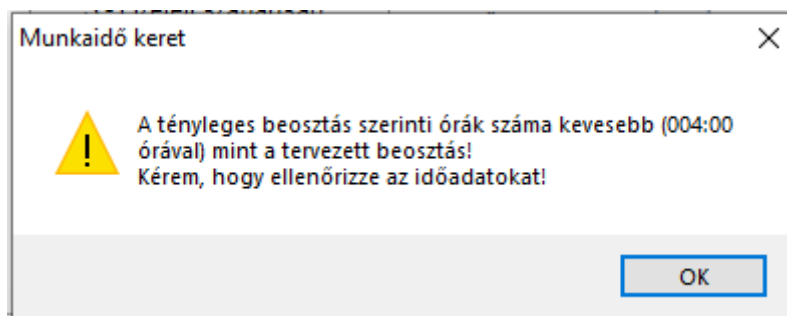 Munkaidő keret
A tényleges beosztás szerinti órák száma kevesebb (004:00
órával) mint a tervezett beosztás!
Kérem, hogy ellenőrizze az időadatokat!
OK